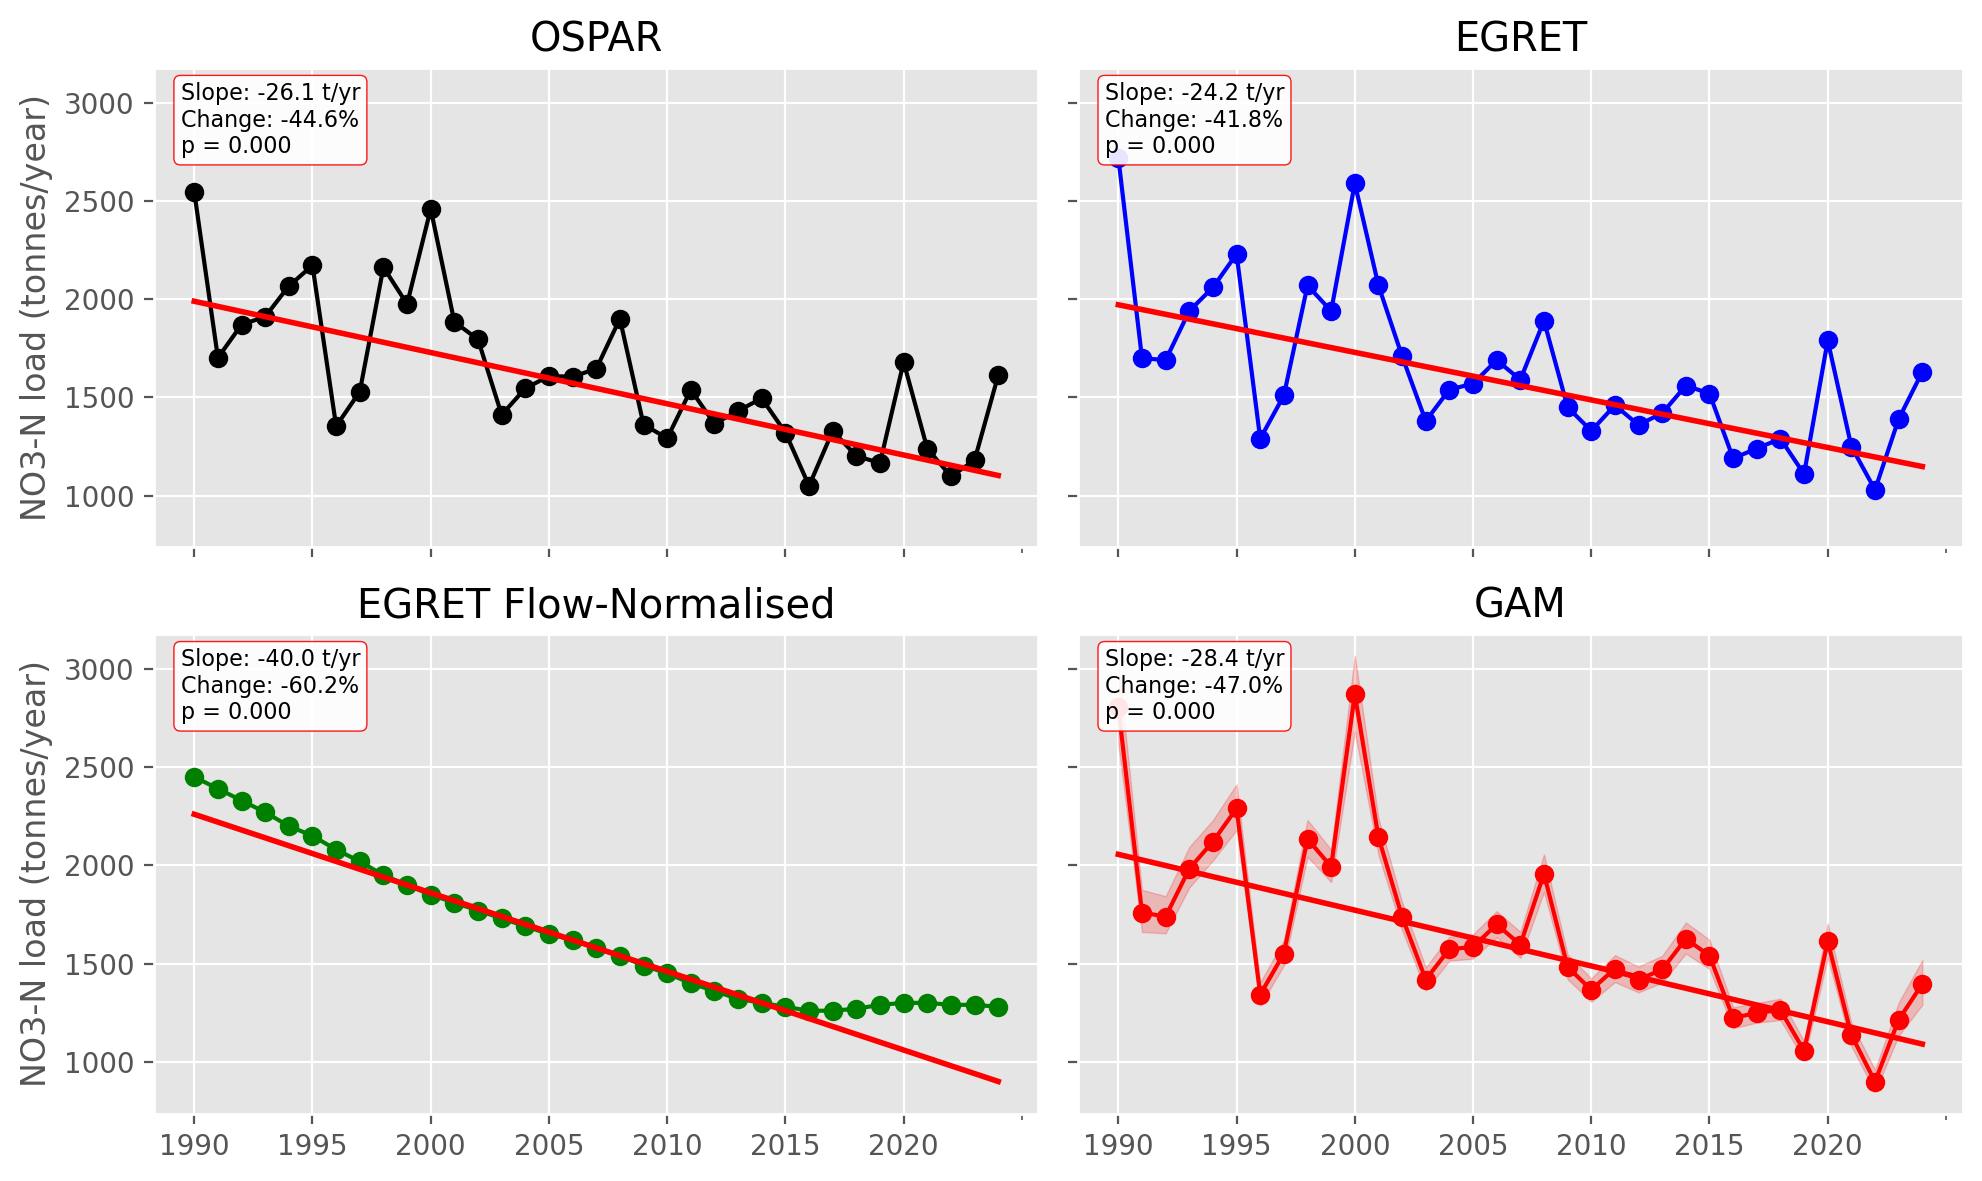 OSPAR
EGRET
NO3-N load (tonnes/year)
3000
2500
2000
1500
1000
Slope: -26.1 t/yr
Change: -44.6%
p = 0.000
Slope: -24.2 t/yr
Change: -41.8%
p = 0.000
EGRET Flow-Normalised
GAM
NO3-N load (tonnes/year)
3000
2500
2000
1500
1000
Slope: -40.0 t/yr
Change: -60.2%
p = 0.000
Slope: -28.4 t/yr
Change: -47.0%
p = 0.000
1990 1995 2000 2005 2010 2015 2020
1990 1995 2000 2005 2010 2015 2020